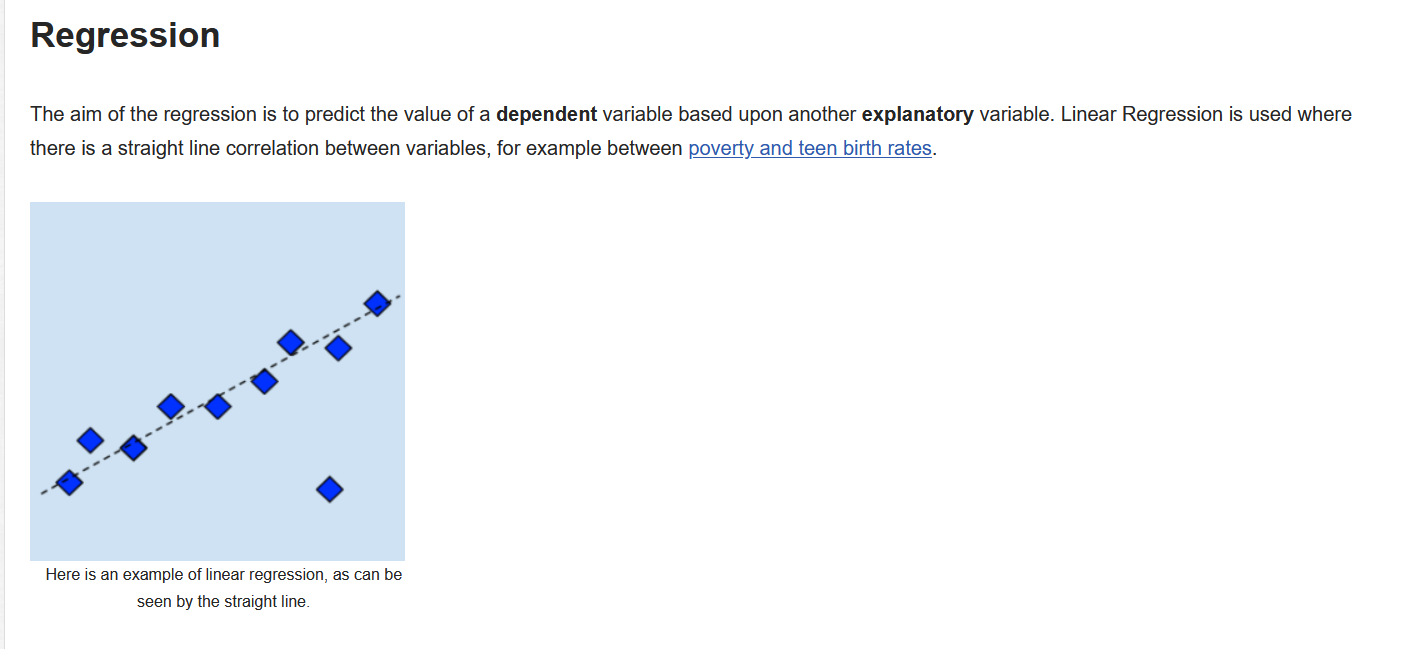 Regression
The aim of the regression is to predict the value of a dependent variable based upon another explanatory variable. Linear Regression is used where
there is a straight line correlation between variables, for example between poverty and teen birth rates.
Here is an example of linear regression, as can be
seen by the straight line.